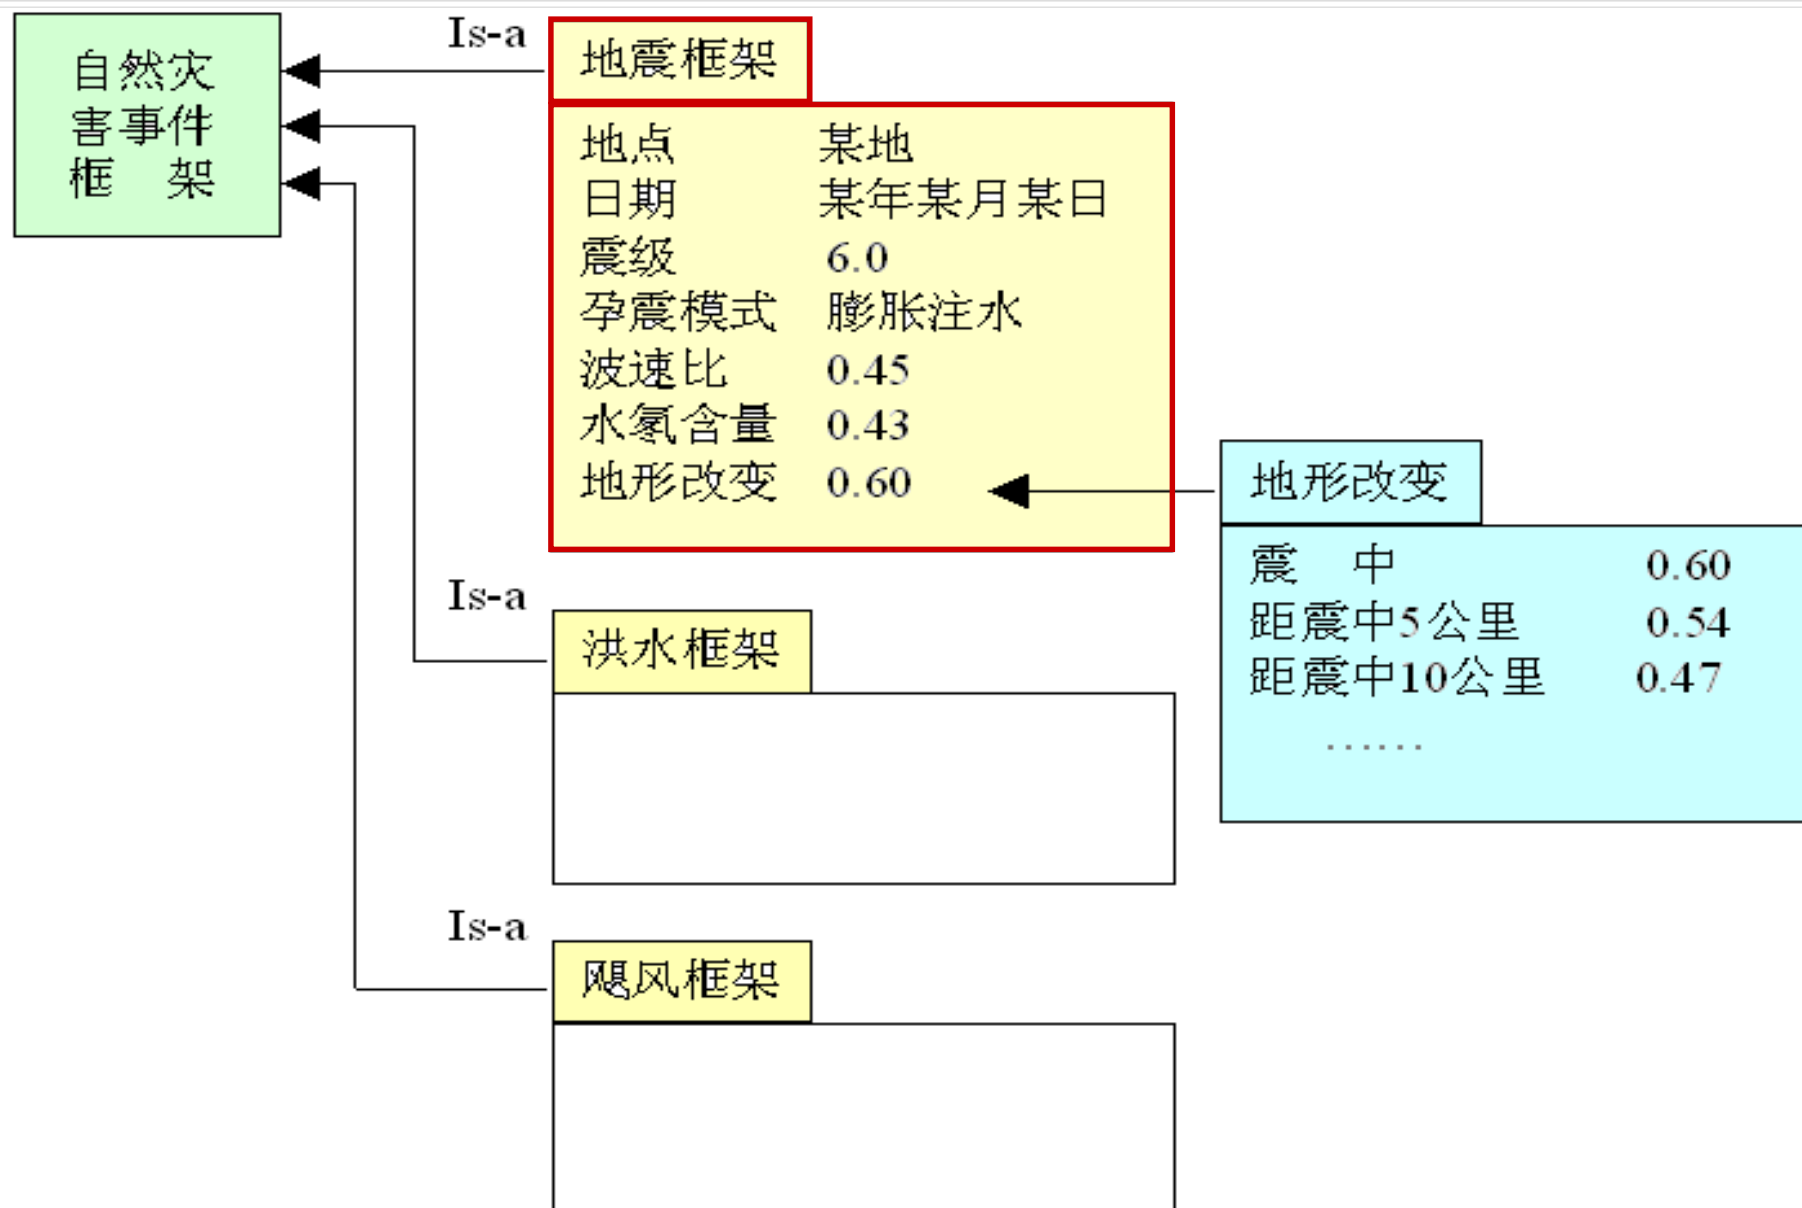 自然灾
害事件
框 架
Is-a
地震框架
地点 某地
日期 某年某月某日
震级 6.0
孕震模式 膨胀注水
波速比 0.45
水氡含量 0.43
地形改变 0.60
地形改变
震 中 0.60
距震中5公里 0.54
距震中10公里 0.47
......
Is-a
洪水框架
Is-a
飓风框架